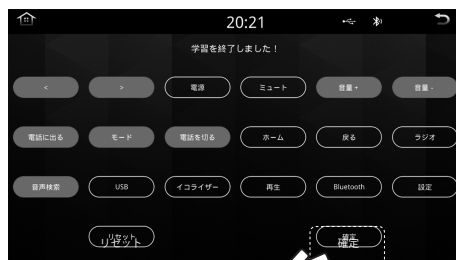 20:21
学習を終了しました！
< > 電源 ミュート 音量 + 音量 -
電話に出る モード 電話を切る ホーム 戻る ラジオ
音声検索 USB イコライザー 再生 Bluetooth 設定
リセット 確定
リセット 確定